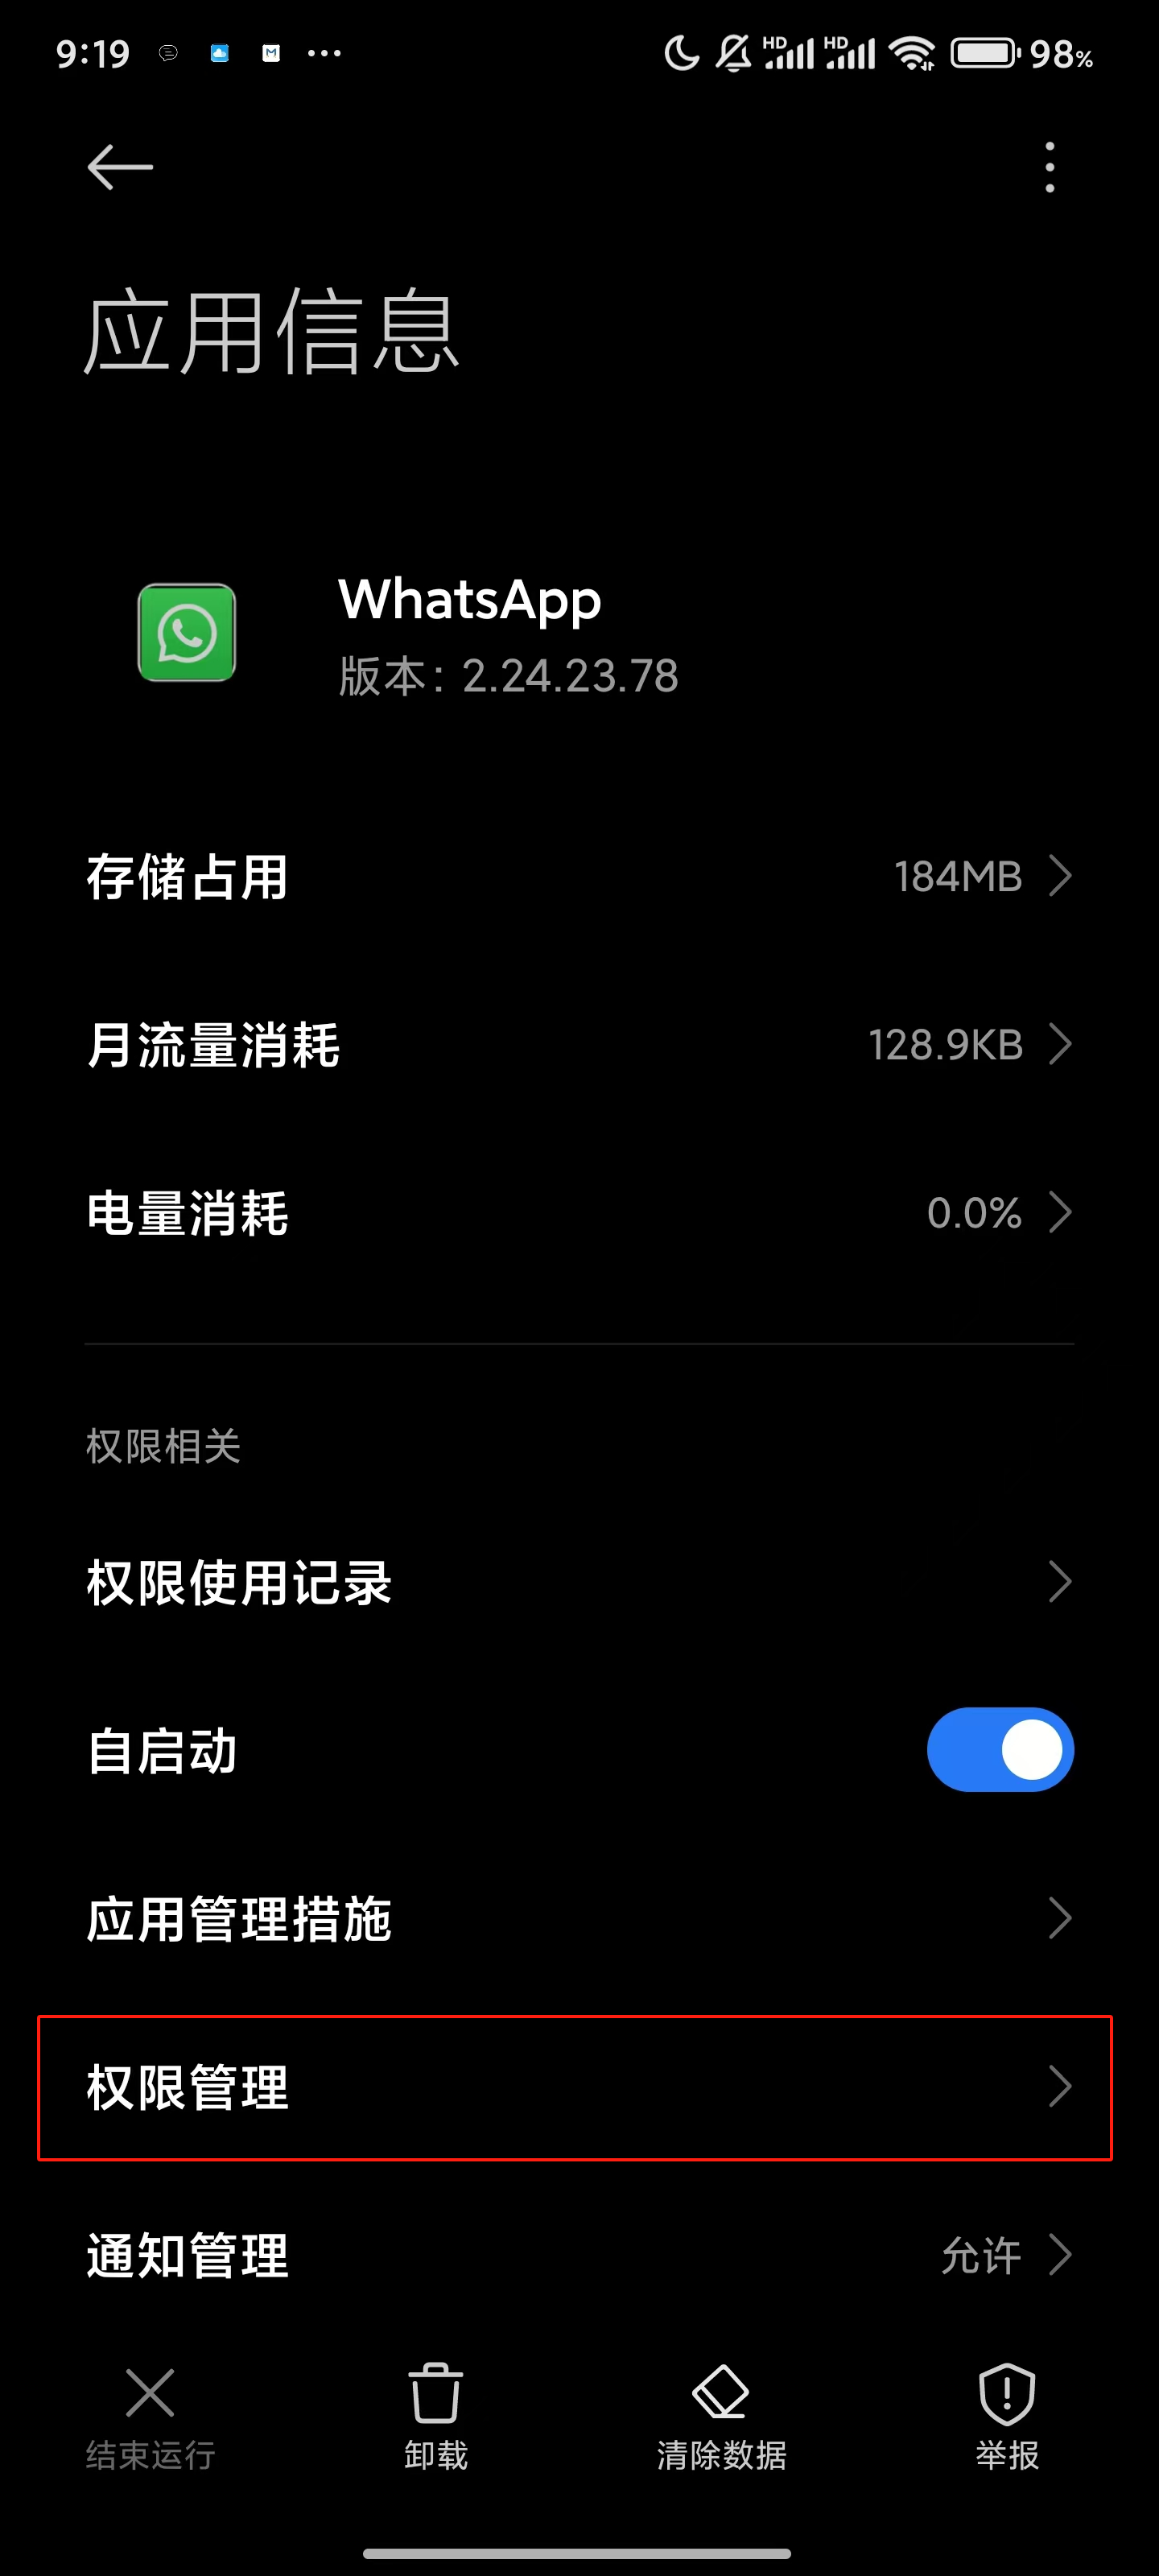 9:19 HD HD 98%
应用信息
WhatsApp
版本: 2.24.23.78
存储占用 184MB
月流量消耗 128.9KB
电量消耗 0.0%
权限相关
权限使用记录
自启动
应用管理措施
权限管理
通知管理 允许
结束运行 卸载 清除数据 举报